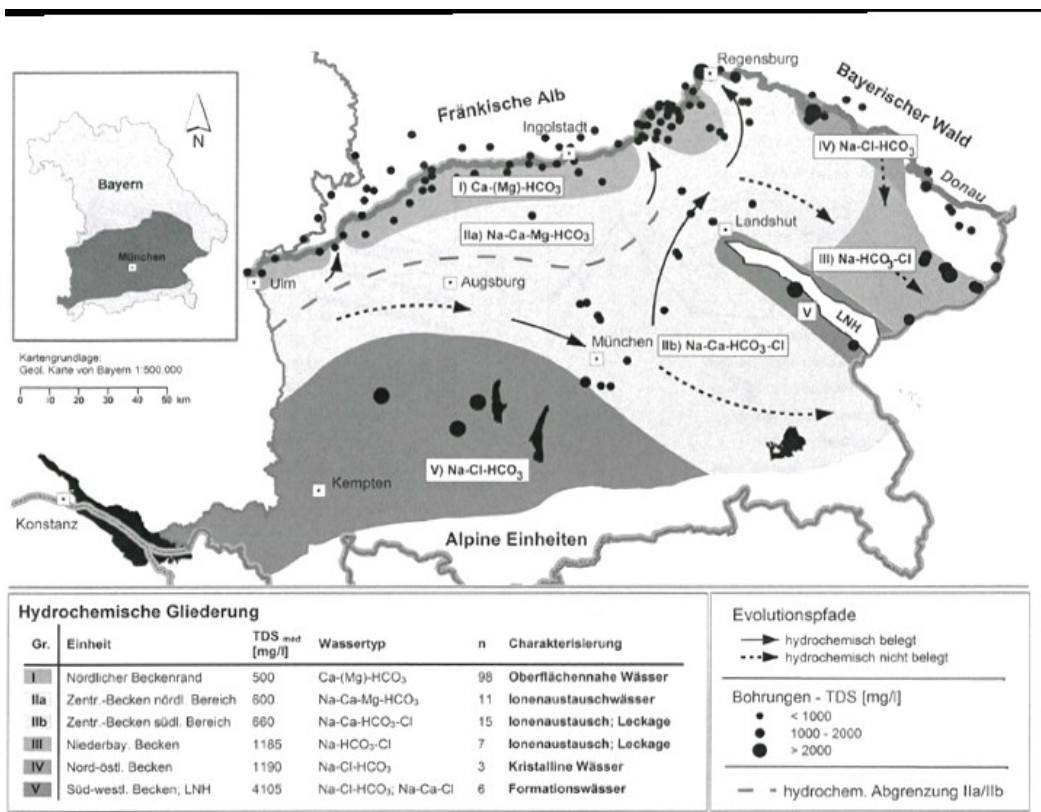 Regensburg
Fränkische Alb
Bayerischer Wald
N
Ingolstadt
Bayern
IV) Na-Cl-HCO3
I) Ca-(Mg)-HCO3
Donau
IIa) Na-Ca-Mg-HCO3
Landshut
München
III) Na-HCO3-Cl
Ulm
Augsburg
V
LNH
München
IIb) Na-Ca-HCO3-Cl
Kartengrundlage:
Geol. Karte von Bayern 1:500.000
0 10 20 30 40 50 km
V) Na-Cl-HCO3
Kempten
Konstanz
Alpine Einheiten
Hydrochemische Gliederung
Gr. Einheit TDS med [mg/l] Wassertyp n Charakterisierung
I Nördlicher Beckenrand 500 Ca-(Mg)-HCO3 98 Oberflächennahe Wässer
IIa Zentr.-Becken nördl. Bereich 600 Na-Ca-Mg-HCO3 11 Ionenaustauschwässer
IIb Zentr.-Becken südl. Bereich 660 Na-Ca-HCO3-Cl 15 Ionenaustausch; Leckage
III Niederbay. Becken 1185 Na-HCO3-Cl 7 Ionenaustausch; Leckage
IV Nord-östl. Becken 1190 Na-Cl-HCO3 3 Kristalline Wässer
V Süd-westl. Becken; LNH 4105 Na-Cl-HCO3; Na-Ca-Cl 6 Formationswässer
Evolutionspfade
hydrochemisch belegt
hydrochemisch nicht belegt
Bohrungen - TDS [mg/l]
< 1000
1000 - 2000
> 2000
hydrochem. Abgrenzung IIa/IIb